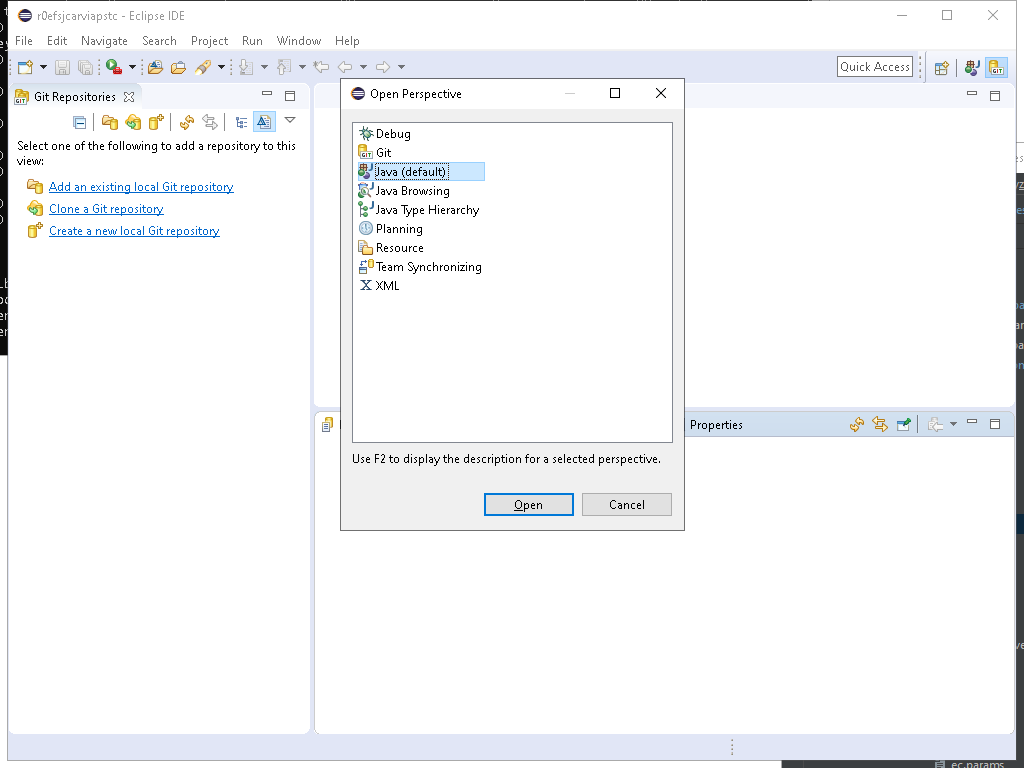 r0efsjcarviapstc - Eclipse IDE
File Edit Navigate Search Project Run Window Help
Quick Access
Git Repositories
Select one of the following to add a repository to this
view:
Add an existing local Git repository
Clone a Git repository
Create a new local Git repository
Open Perspective
Debug
Git
Java (default)
Java Browsing
Java Type Hierarchy
Planning
Resource
Team Synchronizing
XML
Use F2 to display the description for a selected perspective.
Open Cancel
Properties
ec.params